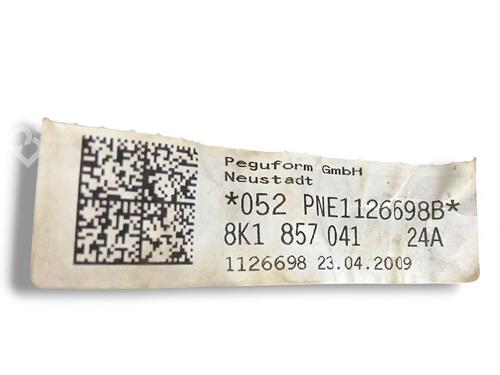 Peguform GmbH
Neustadt
*052 PNE1126698B*
8K1 857 041 24A
1126698 23.04.2009